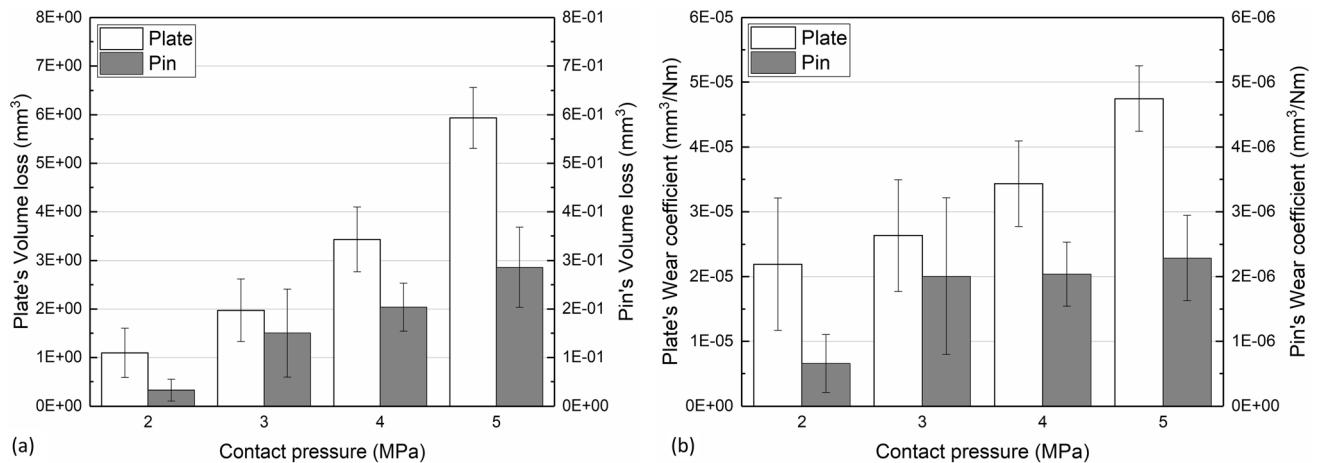 8E+00
7E+00
6E+00
5E+00
4E+00
3E+00
2E+00
1E+00
0E+00
Plate's Volume loss (mm³)
Plate
Pin
8E-01
7E-01
6E-01
5E-01
4E-01
3E-01
2E-01
1E-01
0E+00
Pin's Volume loss (mm³)
2 3 4 5
Contact pressure (MPa)
(a)
6E-05
5E-05
4E-05
3E-05
2E-05
1E-05
0E+00
Plate's Wear coefficient (mm³/Nm)
Plate
Pin
6E-06
5E-06
4E-06
3E-06
2E-06
1E-06
0E+00
Pin's Wear coefficient (mm³/Nm)
2 3 4 5
Contact pressure (MPa)
(b)